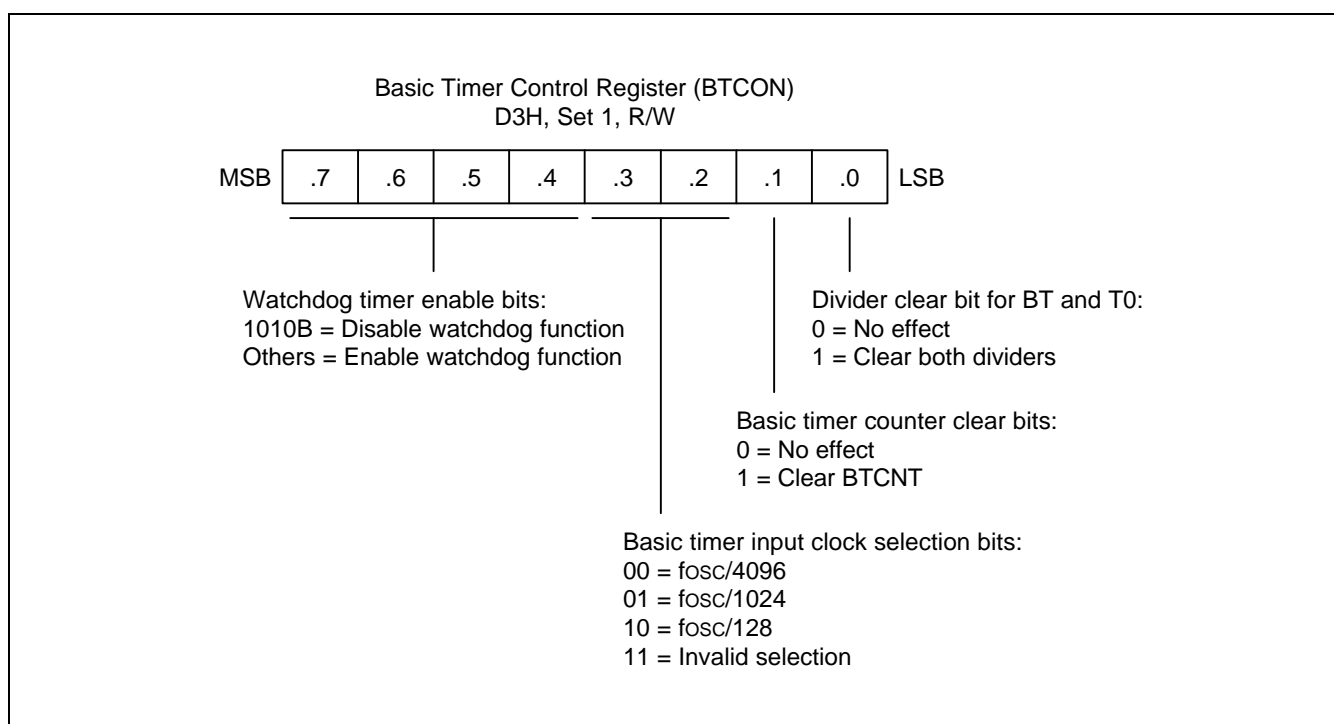 Basic Timer Control Register (BTCON)
D3H, Set 1, R/W
MSB .7 .6 .5 .4 .3 .2 .1 .0 LSB
Watchdog timer enable bits:
1010B = Disable watchdog function
Others = Enable watchdog function
Divider clear bit for BT and T0:
0 = No effect
1 = Clear both dividers
Basic timer counter clear bits:
0 = No effect
1 = Clear BTCNT
Basic timer input clock selection bits:
00 = fOSC/4096
01 = fOSC/1024
10 = fOSC/128
11 = Invalid selection